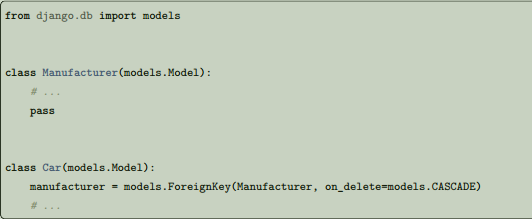 from django.db import models
class Manufacturer(models.Model):
    # ...
    pass
class Car(models.Model):
    manufacturer = models.ForeignKey(Manufacturer, on_delete=models.CASCADE)
    # ...